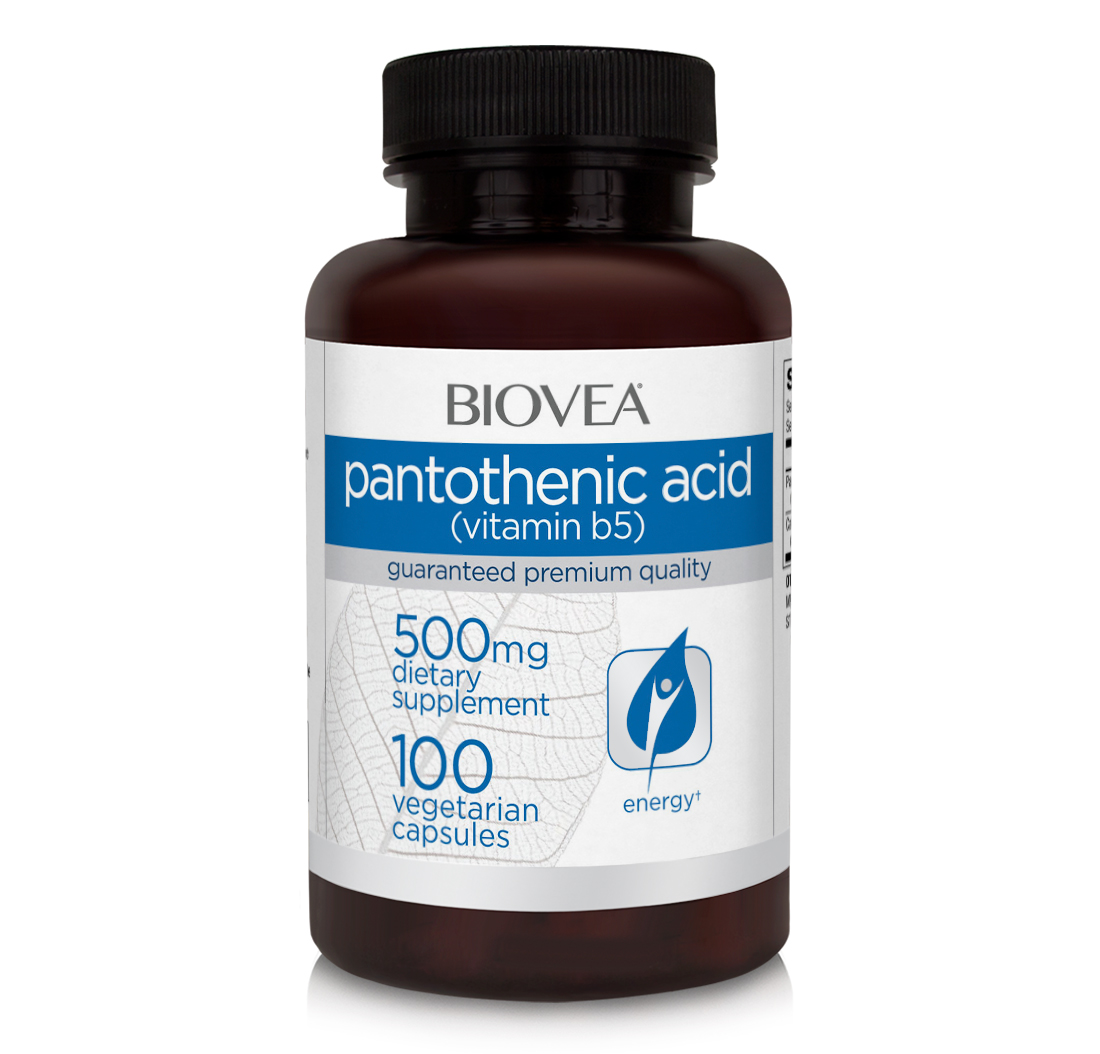 BIOVEA®
pantothenic acid
(vitamin b5)
guaranteed premium quality
500mg
dietary
supplement
100
vegetarian
capsules
energy†